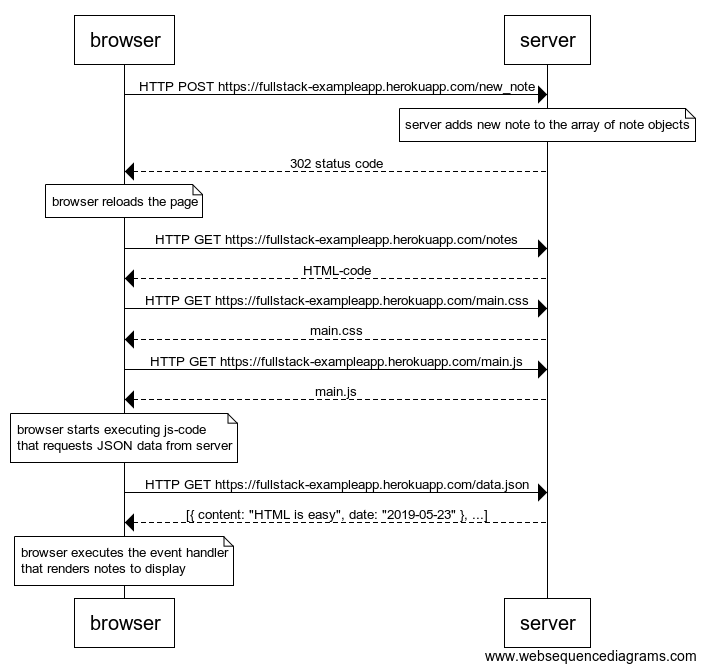 browser
server
HTTP POST https://fullstack-exampleapp.herokuapp.com/new_note
server adds new note to the array of note objects
302 status code
browser reloads the page
HTTP GET https://fullstack-exampleapp.herokuapp.com/notes
HTML-code
HTTP GET https://fullstack-exampleapp.herokuapp.com/main.css
main.css
HTTP GET https://fullstack-exampleapp.herokuapp.com/main.js
main.js
browser starts executing js-code
that requests JSON data from server
HTTP GET https://fullstack-exampleapp.herokuapp.com/data.json
[{ content: "HTML is easy", date: "2019-05-23" }, ...]
browser executes the event handler
that renders notes to display
browser
server
www.websequencediagrams.com